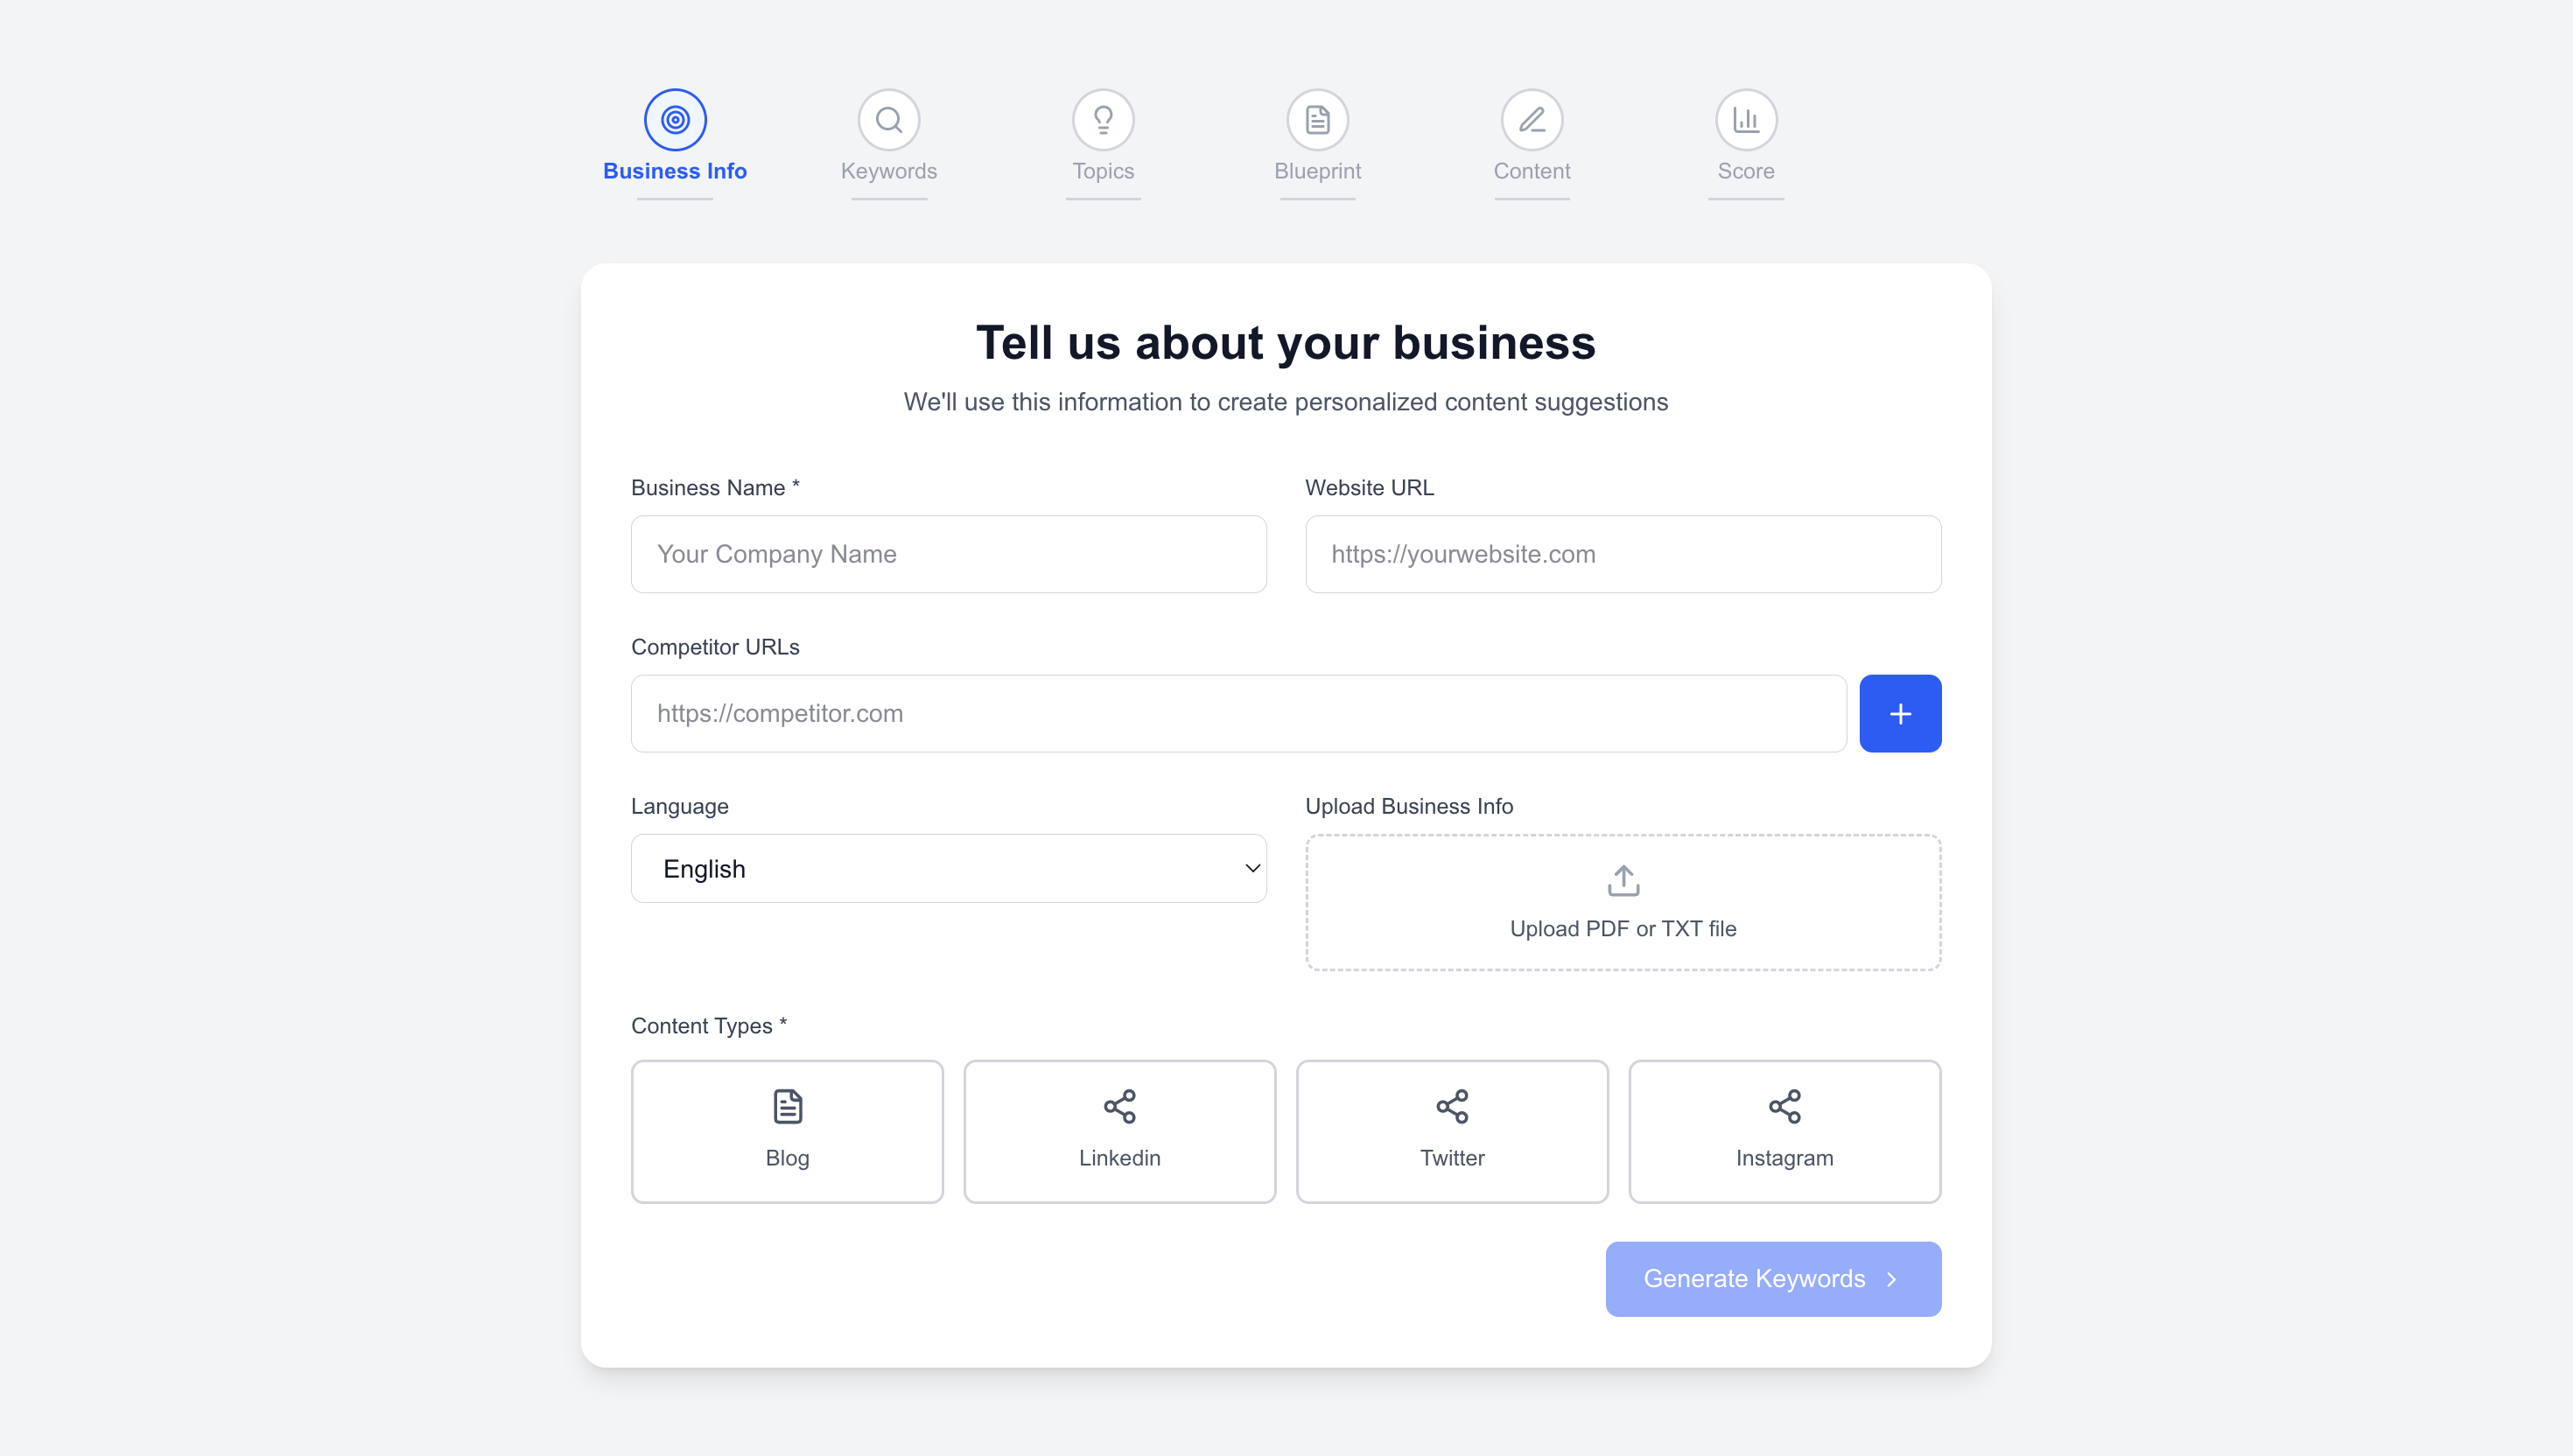 Business Info
Keywords
Topics
Blueprint
Content
Score
Tell us about your business
We'll use this information to create personalized content suggestions
Business Name *
Website URL
Your Company Name
https://yourwebsite.com
Competitor URLs
https://competitor.com
Language
Upload Business Info
English
Upload PDF or TXT file
Content Types *
Blog
Linkedin
Twitter
Instagram
Generate Keywords